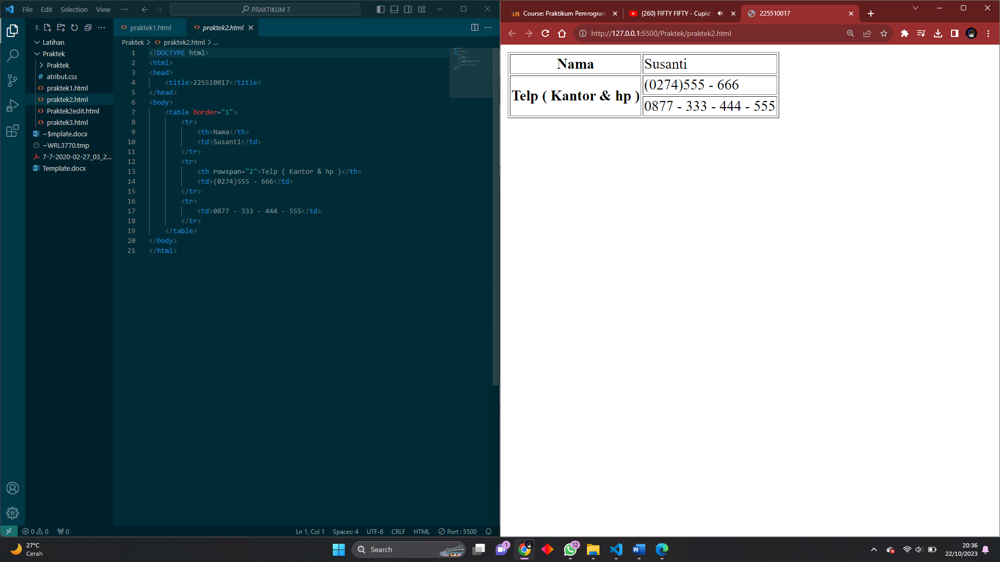 File Edit Selection View ... PRAKTIKUM 7
E.
Latihan
Praktek
Praktek
# atribut.css
praktek1.html
praktek2.html
Praktek2edit.html
praktek3.html
~$mplate.docx
~WRL3770.tmp
7-7-2020-02-27_03_2...
Template.docx
praktek1.html praktek2.html
Praktek > praktek2.html > ...
1 <!DOCTYPE html>
2 <html>
3 <head>
4 <title>225510017</title>
5 </head>
6 <body>
7 <table border="1">
8 <tr>
9 <th>Nama</th>
10 <td>Susanti</td>
11 </tr>
12 <tr>
13 <th rowspan="2">Telp ( Kantor & hp )</th>
14 <td>(0274)555 - 666</td>
15 </tr>
16 <tr>
17 <td>0877 - 333 - 444 - 555</td>
18 </tr>
19 </table>
20 </body>
21 </html>
0 0 0
Ln 1, Col 1 Spaces: 4 UTF-8 CRLF HTML Port : 5500
Course: Praktikum Pemrogram (260) FIFTY FIFTY - Cupid 225510017
http://127.0.0.1:5500/Praktek/praktek2.html
Nama Susanti
Telp ( Kantor & hp ) (0274)555 - 666
0877 - 333 - 444 - 555
27°C
Cerah
Search
1
12
20:36
22/10/2023